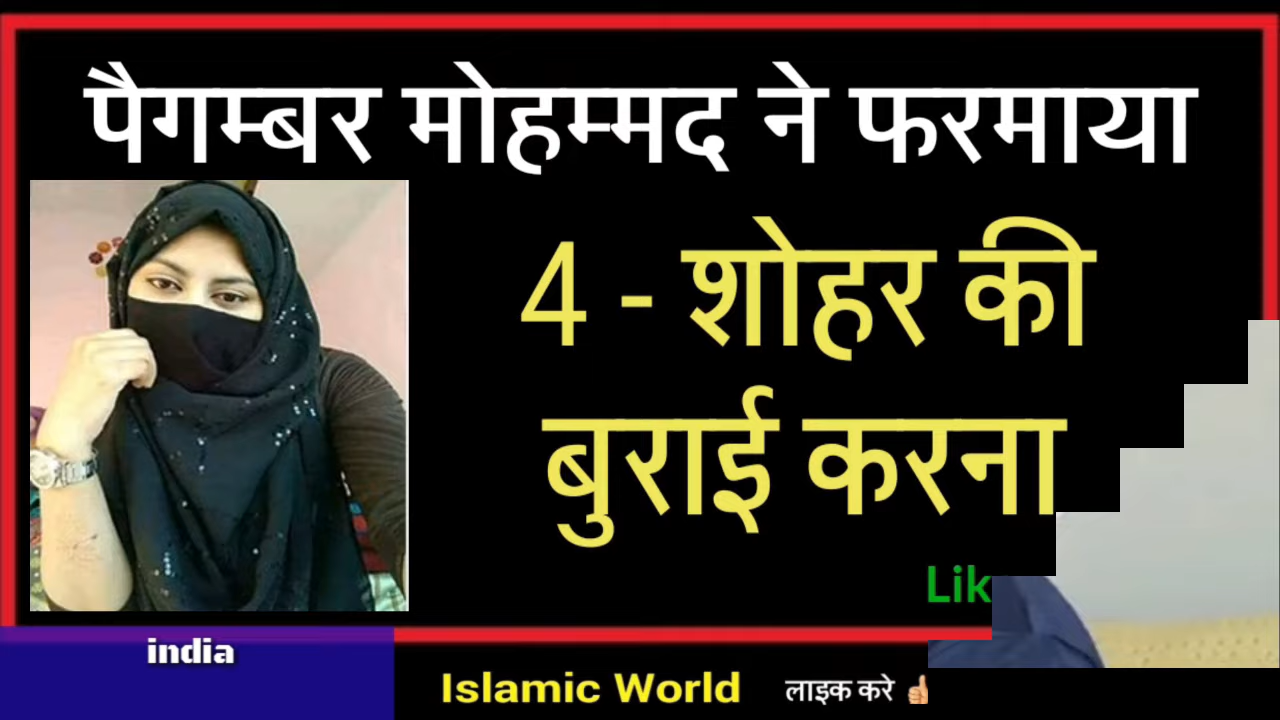 पैगम्बर मोहम्मद ने फरमाया
4 - शोहर की
बुराई करना
Lik
india
Islamic World लाइक करे 👍